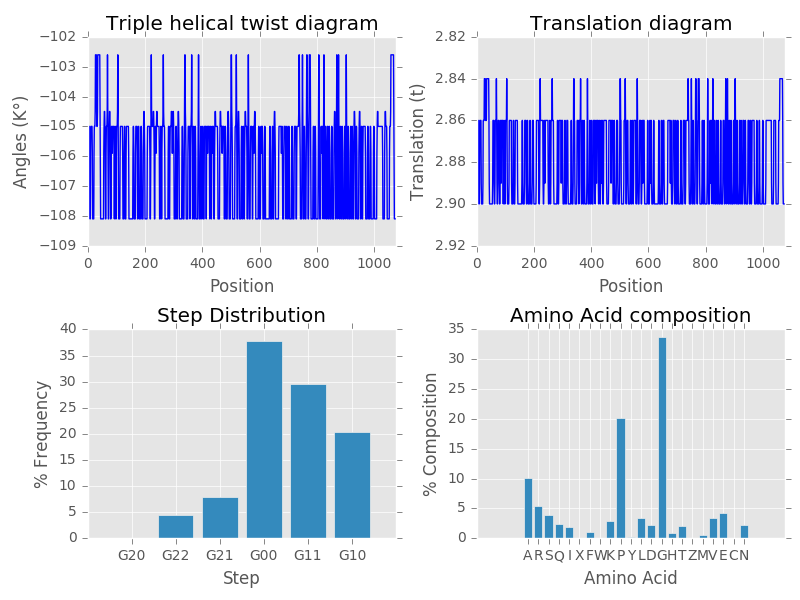 Triple helical twist diagram
Angles (K°)
−102
−103
−104
−105
−106
−107
−108
−109
0 200 400 600 800 1000
Position
Translation diagram
Translation (t)
2.82
2.84
2.86
2.88
2.90
2.92
0 200 400 600 800 1000
Position
Step Distribution
% Frequency
40
35
30
25
20
15
10
5
0
G20 G22 G21 G00 G11 G10
Step
Amino Acid composition
% Composition
35
30
25
20
15
10
5
0
A R S Q I X F W K P Y L D G H T Z M V E C N
Amino Acid